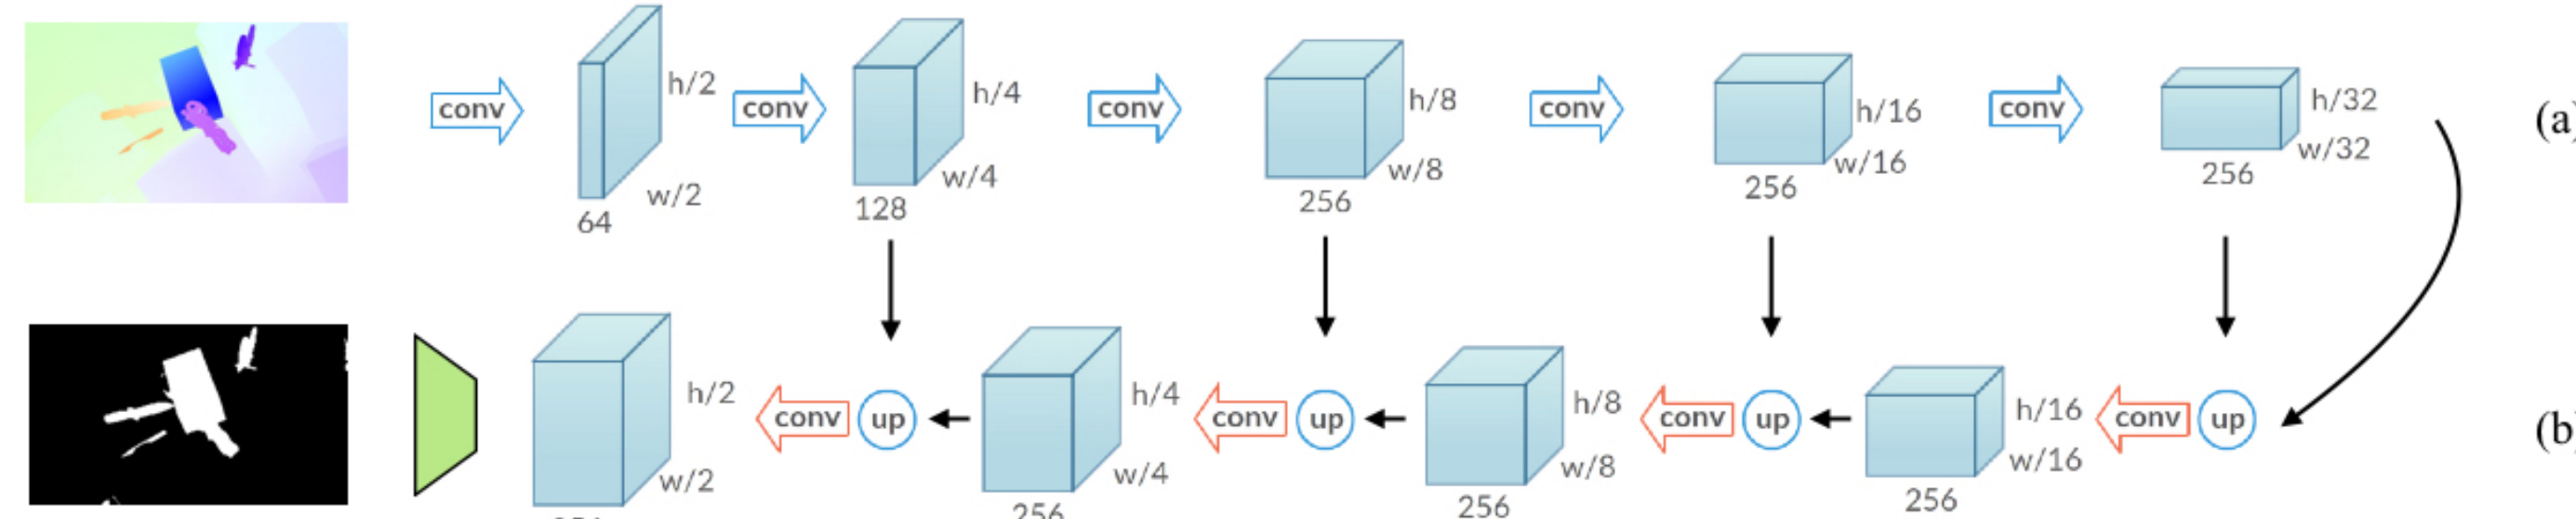 conv
h/2
w/2
64
conv
h/4
w/4
128
conv
h/8
w/8
256
conv
h/16
w/16
256
conv
h/32
w/32
256
(a)
h/2
w/2
conv
up
h/4
w/4
256
conv
up
h/8
w/8
256
conv
up
h/16
w/16
256
conv
up
(b)